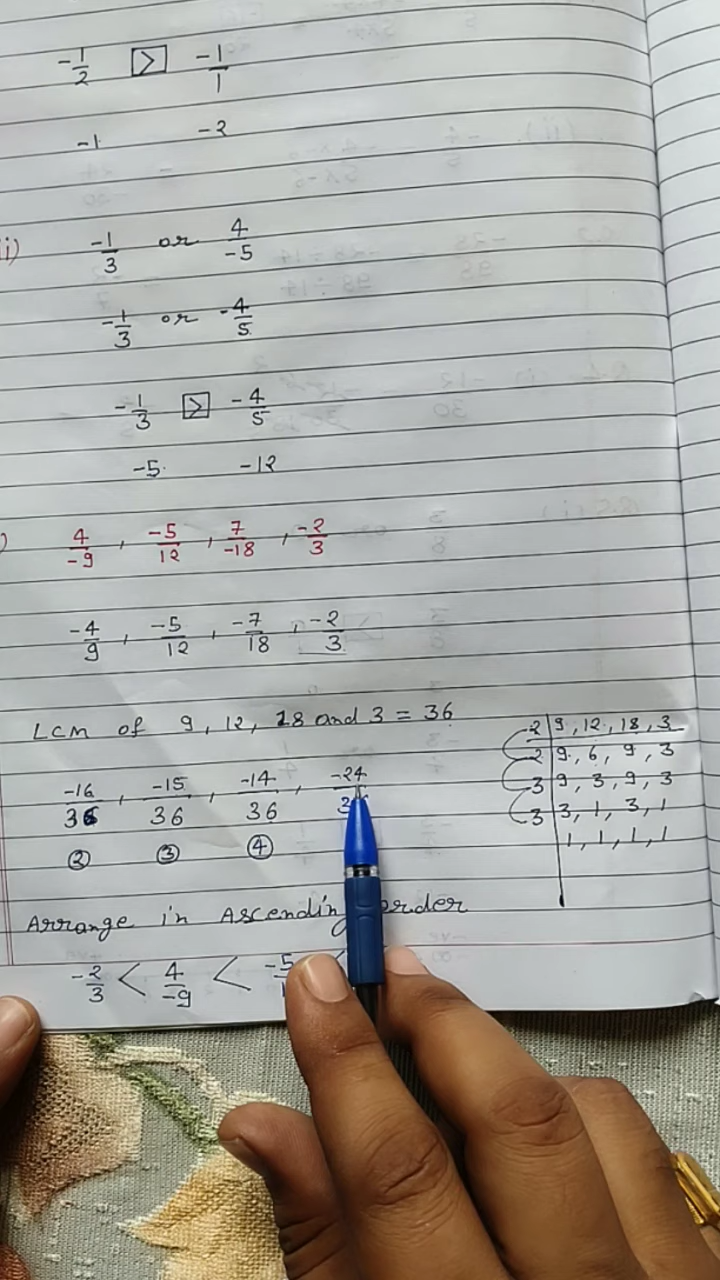 -1/2 > -1/1
-1 -2
ii) -1/3 or 4/-5
-1/3 or -4/5
-1/3 > -4/5
-5 -12
) 4/-9 , -5/12 , 7/-18 , -2/3
-4/9 , -5/12 , -7/18 , -2/3
LCM of 9, 12, 18 and 3 = 36
2 | 9, 12, 18, 3
2 | 9, 6, 9, 3
3 | 9, 3, 9, 3
3 | 3, 1, 3, 1
1, 1, 1, 1
-16/36 , -15/36 , -14/36 , -24
② ③ ④
Arrange in Ascending order
-2/3 < 4/-9 < -5